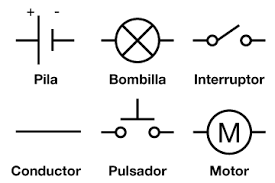 + -
Pila Bombilla Interruptor
M
Conductor Pulsador Motor